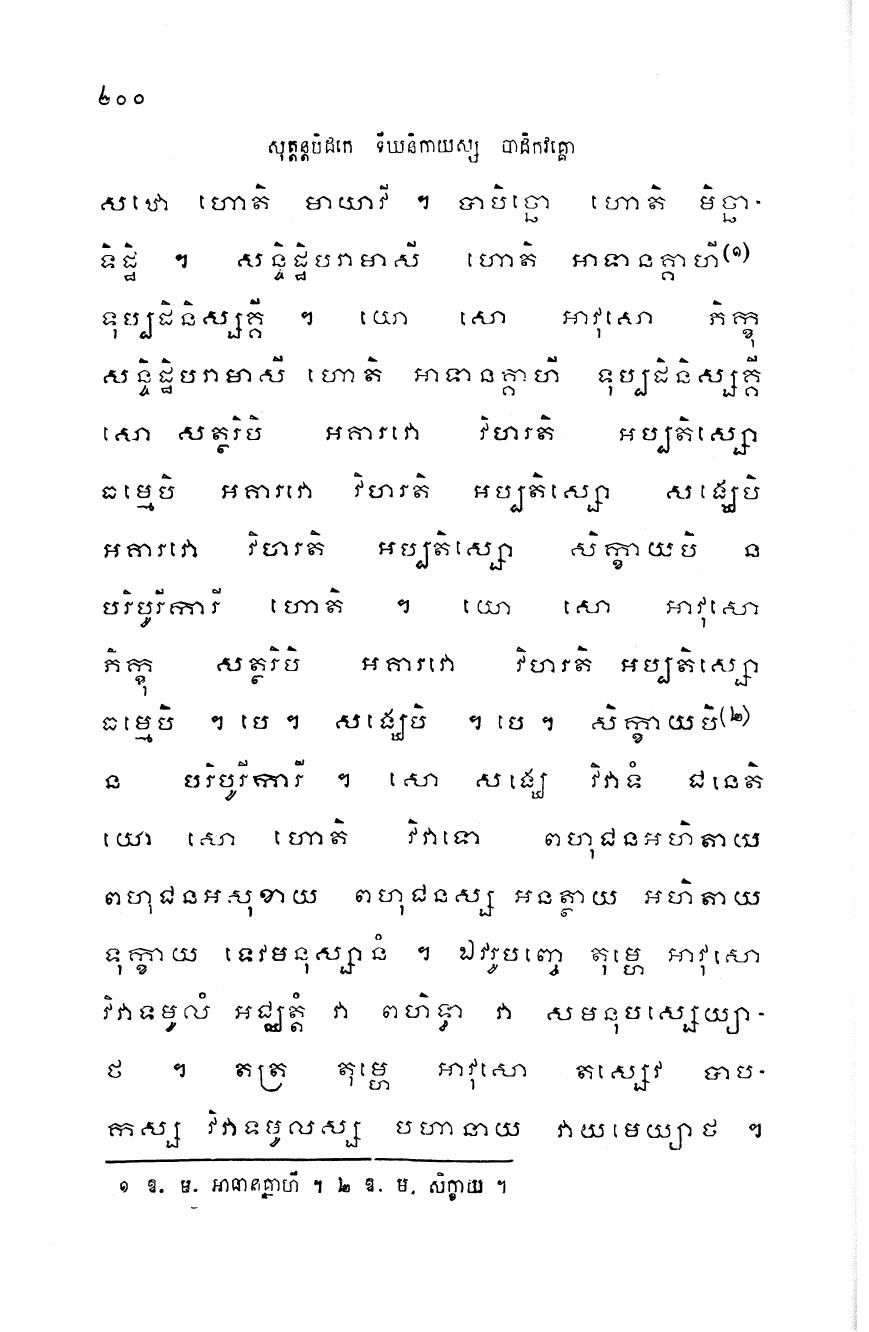 ២០០
សុត្តន្តបិដកេ ទីឃនិកាយស្ស បាដិកវគ្គោ
សឋោ ហោតិ មាយាវី ។ បាបិច្ឆោ ហោតិ មិច្ឆា-
ទិដ្ឋិ ។ សន្ទិដ្ឋិបរាមាសី ហោតិ អាទានគ្គាហី(១)
ទុប្បដិនិស្សគ្គី ។ យោ សោ អាវុសោ ភិក្ខុ
សន្ទិដ្ឋិបរាមាសី ហោតិ អាទានគ្គាហី ទុប្បដិនិស្សគ្គី
សោ សត្ថរិបិ អគារវោ វិហរតិ អប្បតិស្សោ
ធម្មេបិ អគារវោ វិហរតិ អប្បតិស្សោ សង្ឃេបិ
អគារវោ វិហរតិ អប្បតិស្សោ សិក្ខាយបិ ន
បរិបូរីការី ហោតិ ។ យោ សោ អាវុសោ
ភិក្ខុ សត្ថរិបិ អគារវោ វិហរតិ អប្បតិស្សោ
ធម្មេបិ ។ បេ ។ សង្ឃេបិ ។ បេ ។ សិក្ខាយបិ(២)
ន បរិបូរីការី ។ សោ សង្ឃេ វិវាទំ ជនេតិ
យោ សោ ហោតិ វិវាទោ ពហុជនអហិតាយ
ពហុជនអសុខាយ ពហុជនស្ស អនត្ថាយ អហិតាយ
ទុក្ខាយ ទេវមនុស្សានំ ។ ឯវរូបញ្ចេ តុម្ហេ អាវុសោ
វិវាទមូលំ អជ្ឈត្តំ វា ពហិទ្ធា វា សមនុបស្សេយ្យា-
ថ ។ តត្រ តុម្ហេ អាវុសោ តស្សេវ បាប-
កស្ស វិវាទមូលស្ស បហានាយ វាយមេយ្យាថ ។
១ ឱ. ម. អាធានគ្គាហី ។ ២ ឱ. ម. សិក្ខាយ ។